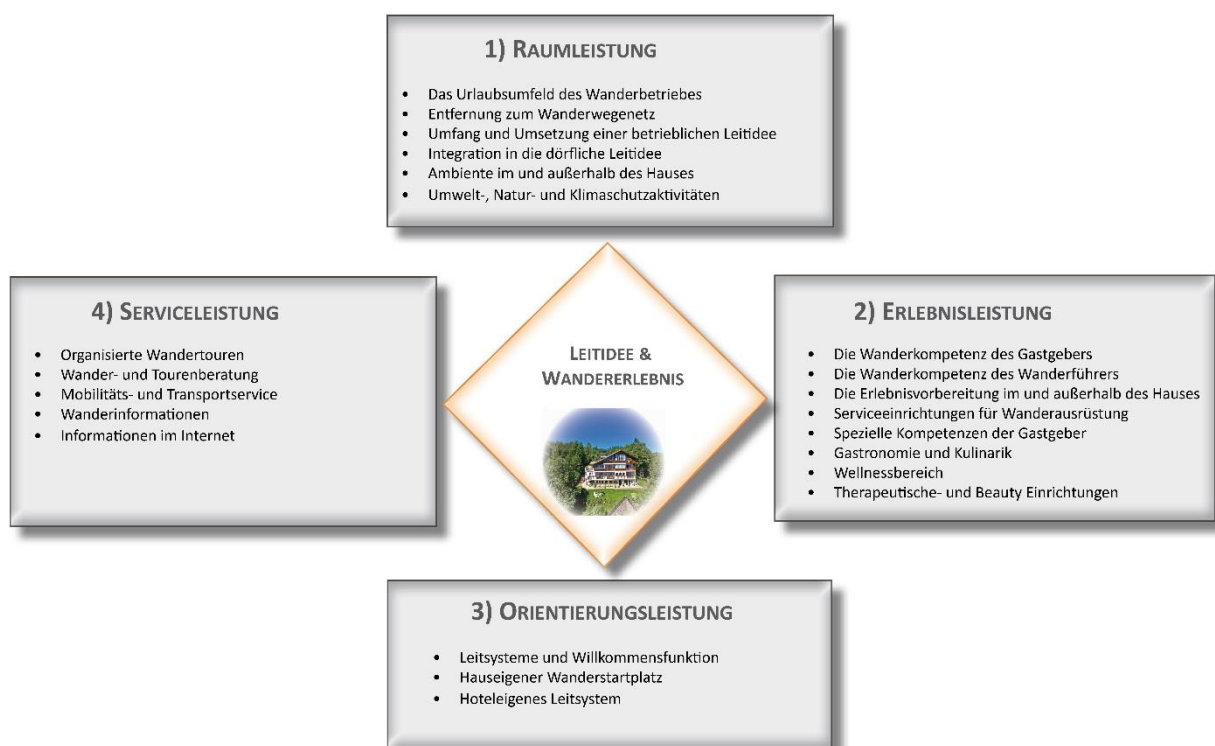 1) RAUMLEISTUNG
• Das Urlaubsumfeld des Wanderbetriebes
• Entfernung zum Wanderwegenetz
• Umfang und Umsetzung einer betrieblichen Leitidee
• Integration in die dörfliche Leitidee
• Ambiente im und außerhalb des Hauses
• Umwelt-, Natur- und Klimaschutzaktivitäten
4) SERVICELEISTUNG
• Organisierte Wandertouren
• Wander- und Tourenberatung
• Mobilitäts- und Transportservice
• Wanderinformationen
• Informationen im Internet
LEITIDEE &
WANDERERLEBNIS
2) ERLEBNISLEISTUNG
• Die Wanderkompetenz des Gastgebers
• Die Wanderkompetenz des Wanderführers
• Die Erlebnisvorbereitung im und außerhalb des Hauses
• Serviceeinrichtungen für Wanderausrüstung
• Spezielle Kompetenzen der Gastgeber
• Gastronomie und Kulinarik
• Wellnessbereich
• Therapeutische- und Beauty Einrichtungen
3) ORIENTIERUNGSLEISTUNG
• Leitsysteme und Willkommensfunktion
• Hauseigener Wanderstartplatz
• Hoteleigenes Leitsystem